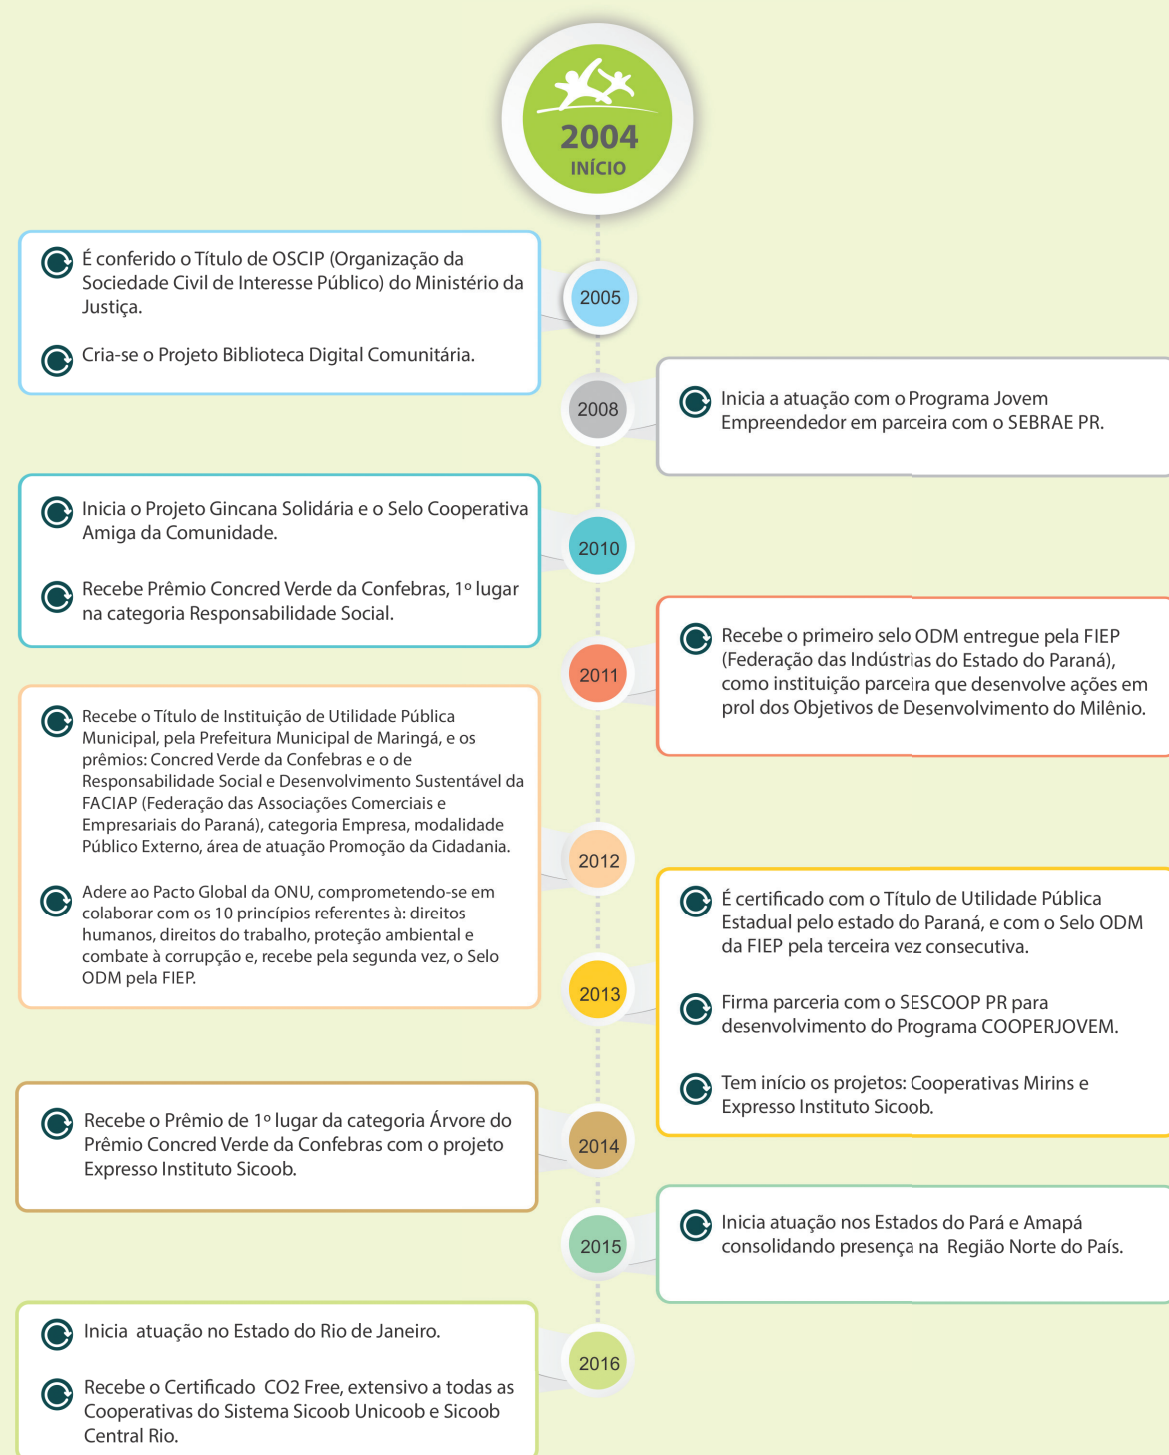 2004
INÍCIO
É conferido o Título de OSCIP (Organização da
Sociedade Civil de Interesse Público) do Ministério da
Justiça.
Cria-se o Projeto Biblioteca Digital Comunitária.
2005
2008
Inicia a atuação com o Programa Jovem
Empreendedor em parceira com o SEBRAE PR.
Inicia o Projeto Gincana Solidária e o Selo Cooperativa
Amiga da Comunidade.
Recebe Prêmio Concred Verde da Confebras, 1º lugar
na categoria Responsabilidade Social.
2010
2011
Recebe o primeiro selo ODM entregue pela FIEP
(Federação das Indústrias do Estado do Paraná),
como instituição parceira que desenvolve ações em
prol dos Objetivos de Desenvolvimento do Milênio.
Recebe o Título de Instituição de Utilidade Pública
Municipal, pela Prefeitura Municipal de Maringá, e os
prêmios: Concred Verde da Confebras e o de
Responsabilidade Social e Desenvolvimento Sustentável da
FACIAP (Federação das Associações Comerciais e
Empresariais do Paraná), categoria Empresa, modalidade
Público Externo, área de atuação Promoção da Cidadania.
Adere ao Pacto Global da ONU, comprometendo-se em
colaborar com os 10 princípios referentes à: direitos
humanos, direitos do trabalho, proteção ambiental e
combate à corrupção e, recebe pela segunda vez, o Selo
ODM pela FIEP.
2012
2013
É certificado com o Título de Utilidade Pública
Estadual pelo estado do Paraná, e com o Selo ODM
da FIEP pela terceira vez consecutiva.
Firma parceria com o SESCOOP PR para
desenvolvimento do Programa COOPERJOVEM.
Tem início os projetos: Cooperativas Mirins e
Expresso Instituto Sicoob.
Recebe o Prêmio de 1º lugar da categoria Árvore do
Prêmio Concred Verde da Confebras com o projeto
Expresso Instituto Sicoob.
2014
2015
Inicia atuação nos Estados do Pará e Amapá
consolidando presença na Região Norte do País.
Inicia atuação no Estado do Rio de Janeiro.
Recebe o Certificado CO2 Free, extensivo a todas as
Cooperativas do Sistema Sicoob Unicoob e Sicoob
Central Rio.
2016